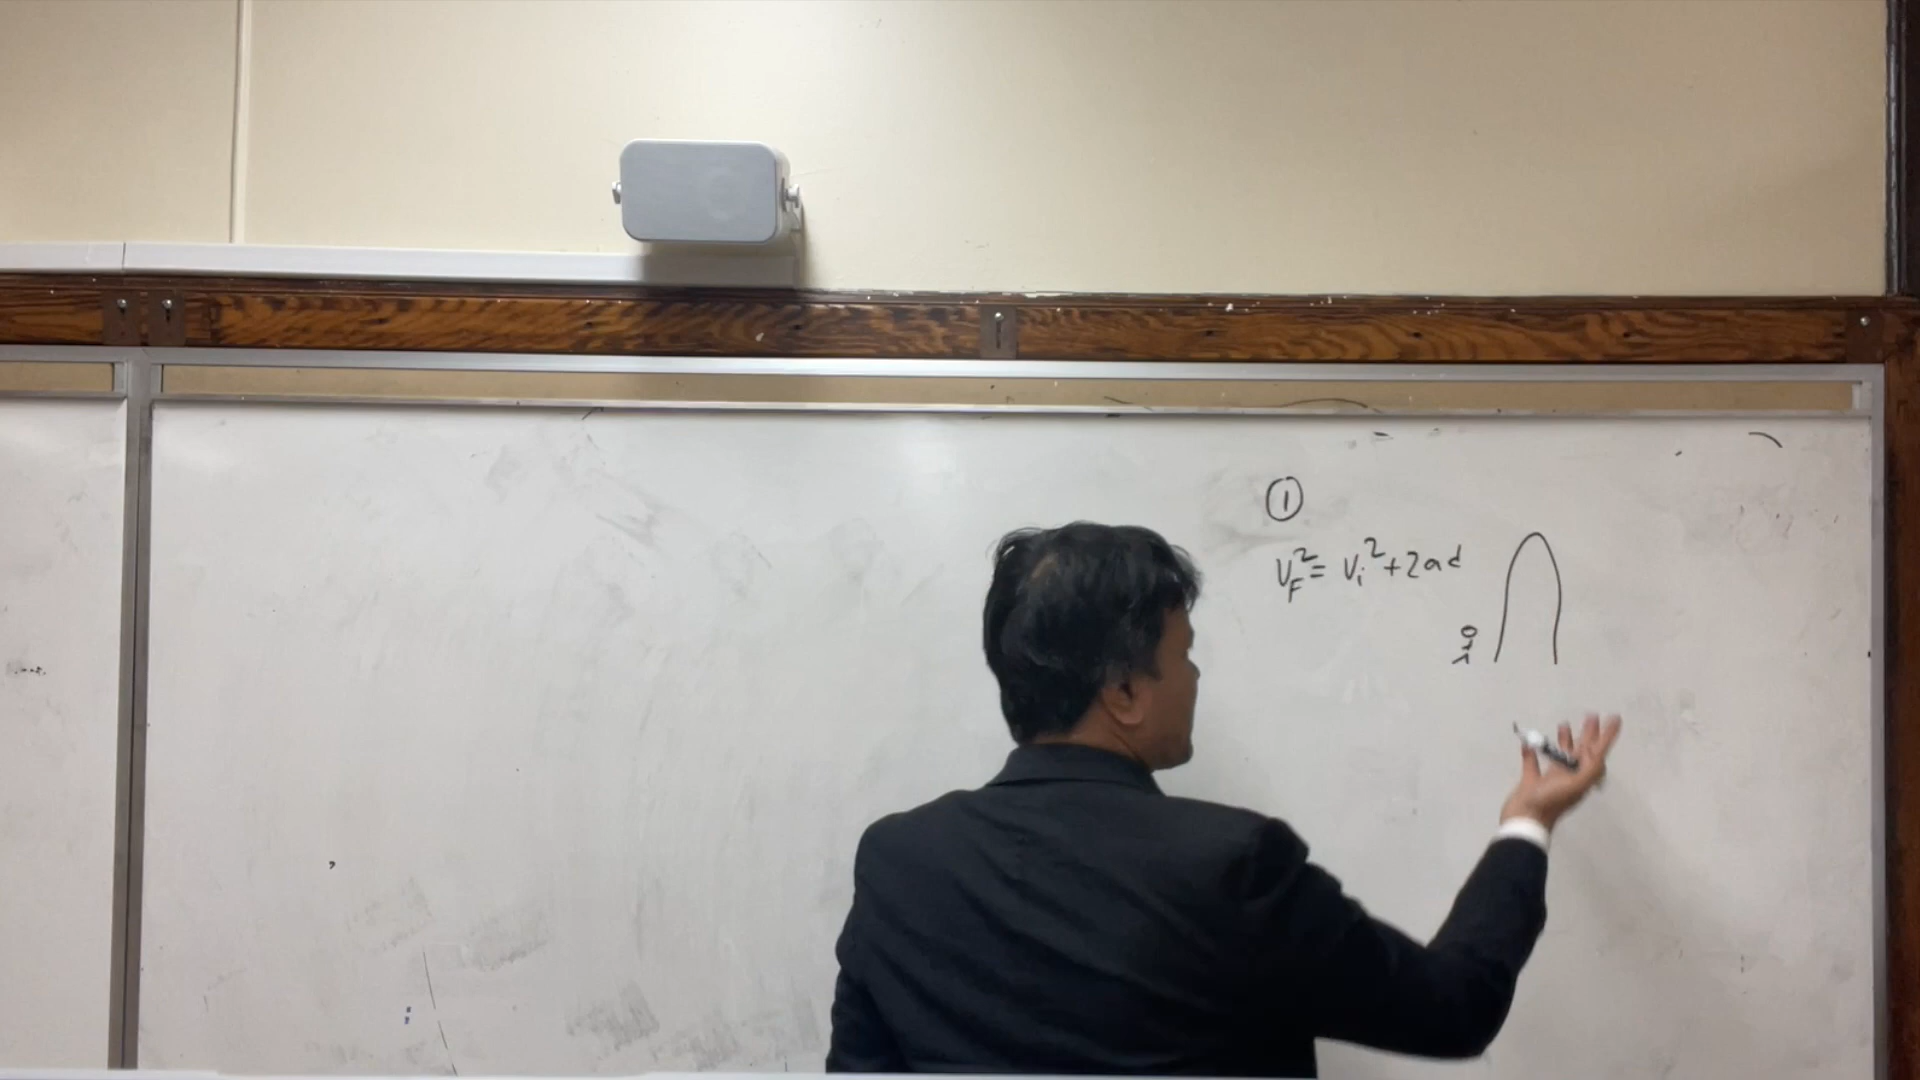 ①
V_F² = V_i² + 2ad